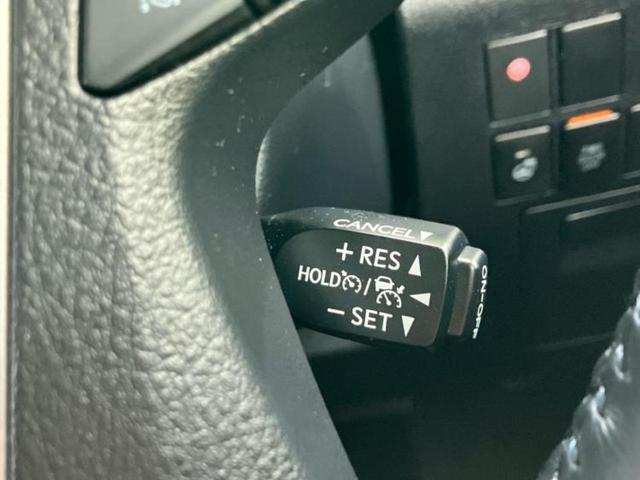 CANCEL▼
+ RES ▲
HOLD / ◀
− SET ▼
ON-OFF